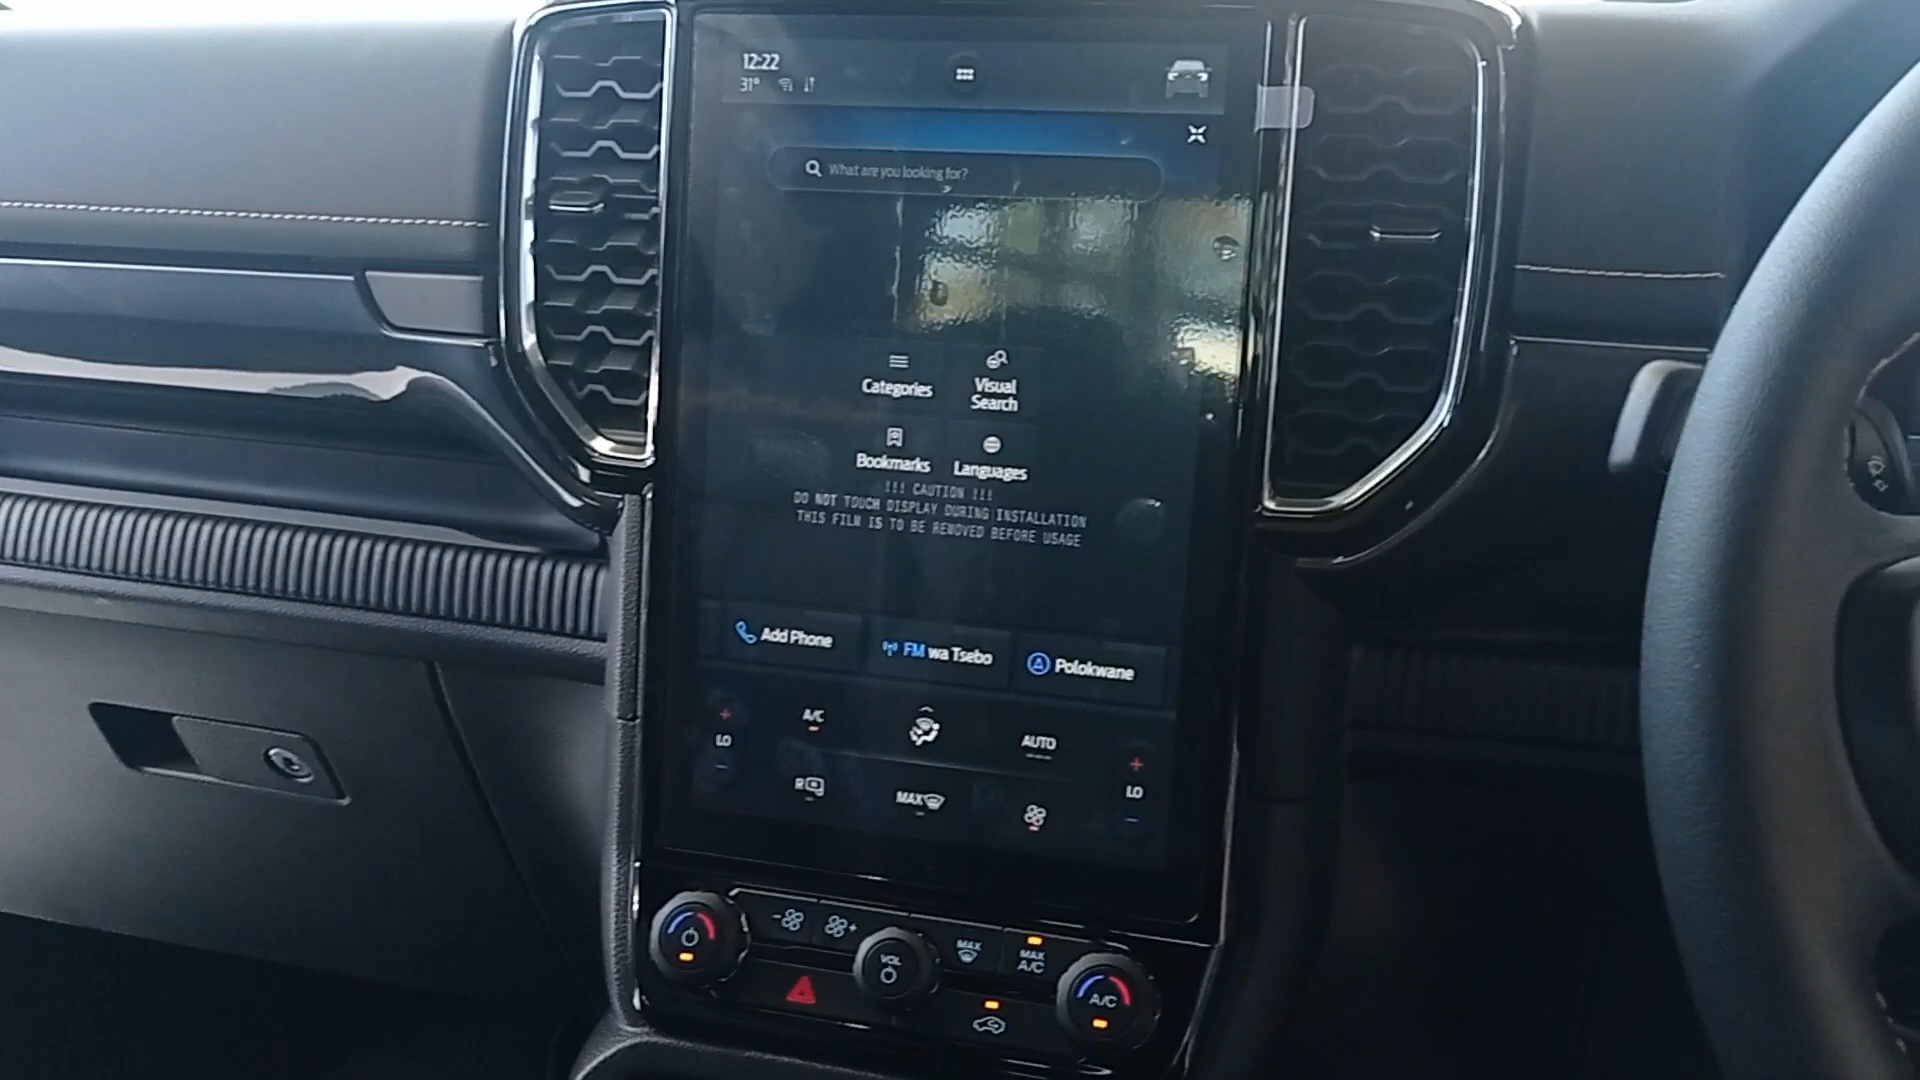 12:22
31°
What are you looking for?
Categories
Visual
Search
Bookmarks
Languages
!!! CAUTION !!!
DO NOT TOUCH DISPLAY DURING INSTALLATION
THIS FILM IS TO BE REMOVED BEFORE USAGE
Add Phone
FM wa Tsebo
Polokwane
A/C
AUTO
LO
LO
R
MAX
VOL
MAX
MAX
A/C
A/C